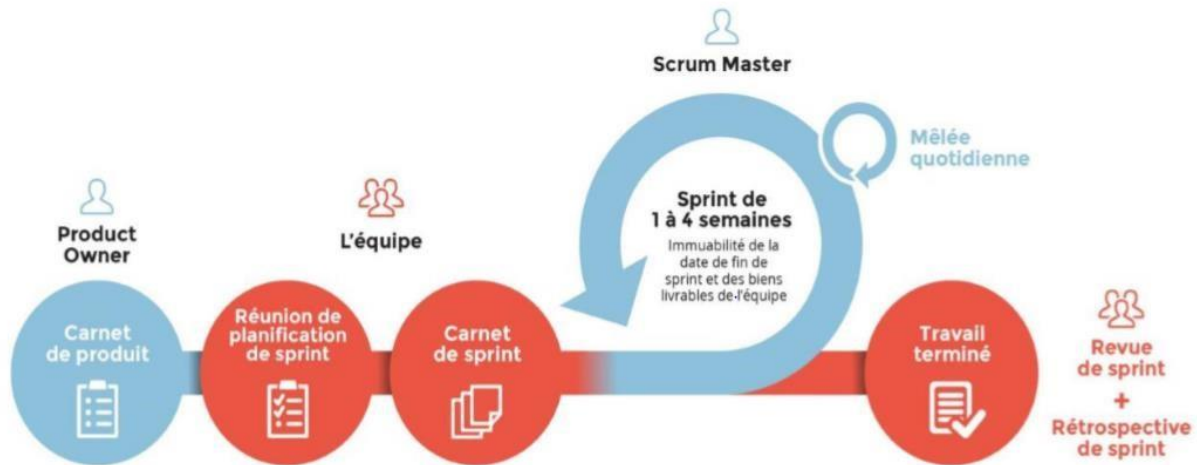 Scrum Master
Mêlée
quotidienne
Sprint de
1 à 4 semaines
Immuabilité de la
date de fin de
sprint et des biens
livrables de l'équipe
Product
Owner
L'équipe
Carnet
de produit
Réunion de
planification
de sprint
Carnet
de sprint
Travail
terminé
Revue
de sprint
+
Rétrospective
de sprint